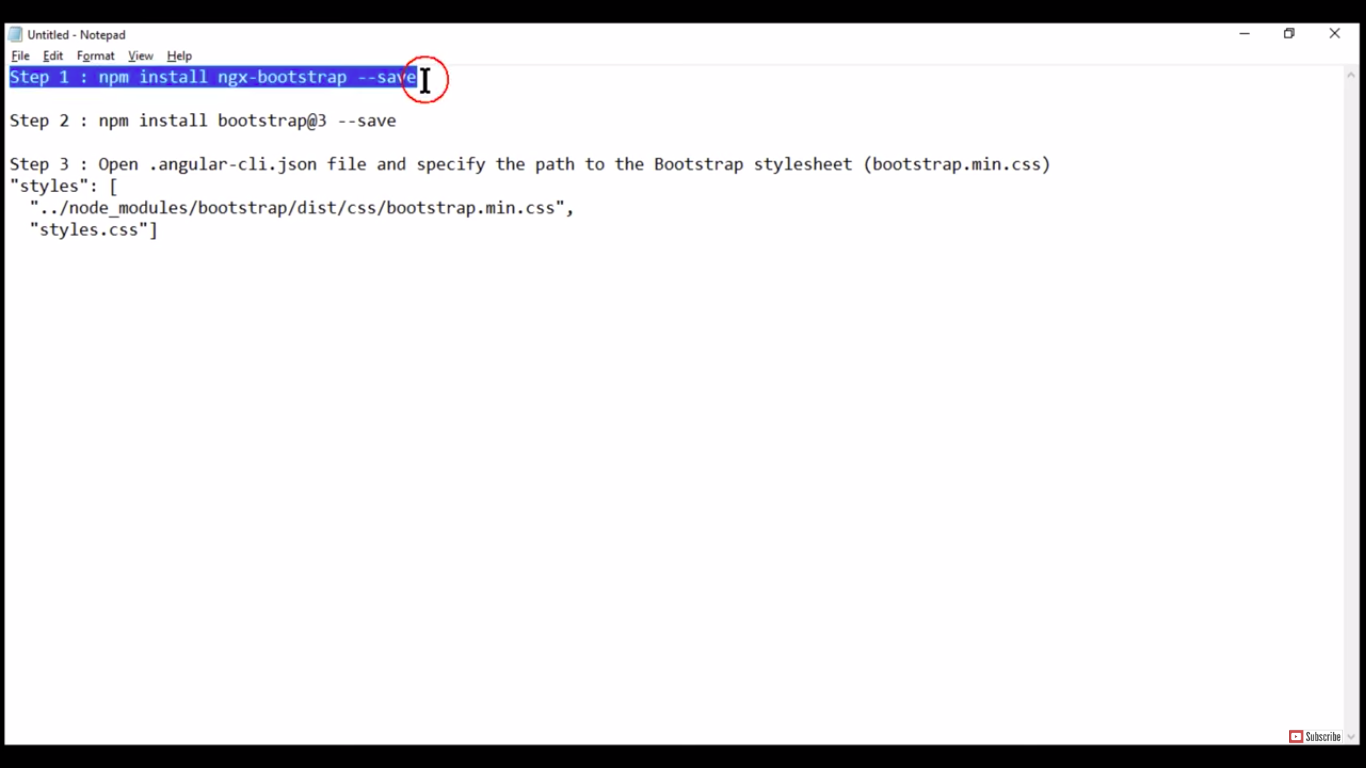 Untitled - Notepad
File Edit Format View Help
Step 1 : npm install ngx-bootstrap --save
Step 2 : npm install bootstrap@3 --save
Step 3 : Open .angular-cli.json file and specify the path to the Bootstrap stylesheet (bootstrap.min.css)
"styles": [
"../node_modules/bootstrap/dist/css/bootstrap.min.css",
"styles.css"]
Subscribe